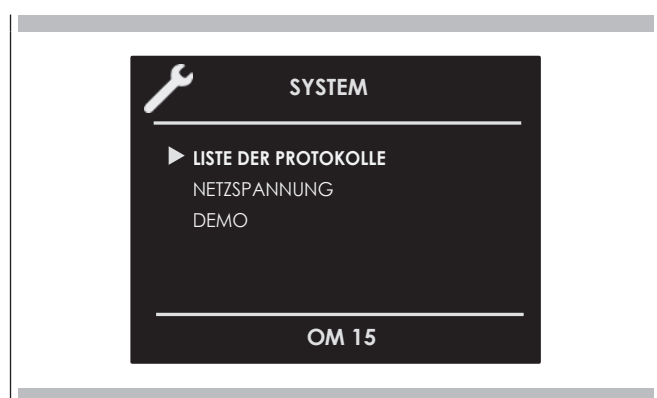 SYSTEM
LISTE DER PROTOKOLLE
NETZSPANNUNG
DEMO
OM 15